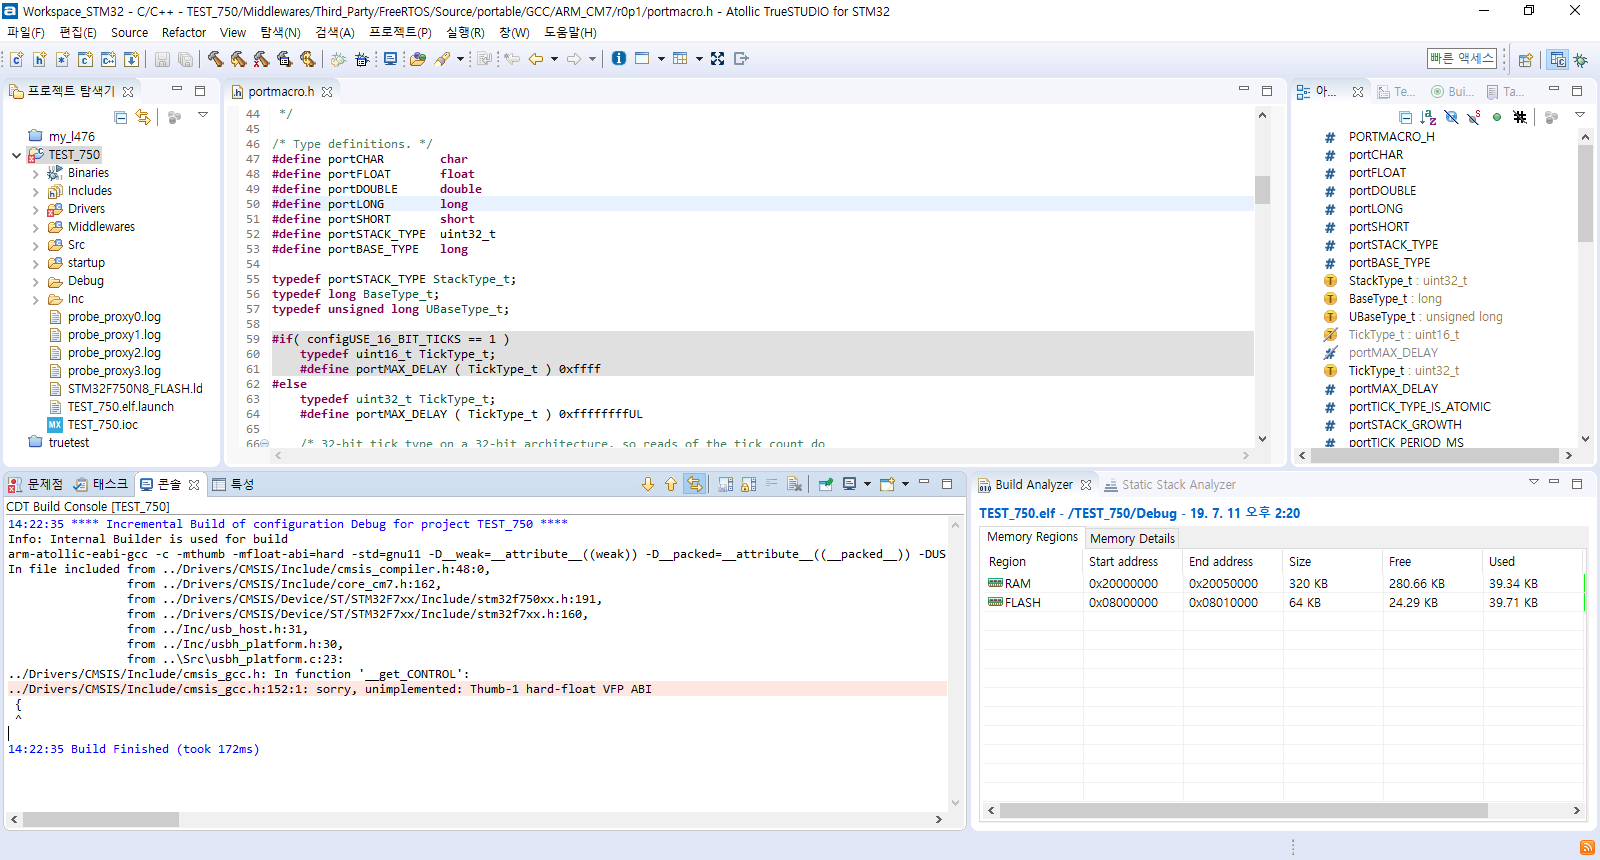 Workspace_STM32 - C/C++ - TEST_750/Middlewares/Third_Party/FreeRTOS/Source/portable/GCC/ARM_CM7/r0p1/portmacro.h - Atollic TrueSTUDIO for STM32
파일(F) 편집(E) Source Refactor View 탐색(N) 검색(A) 프로젝트(P) 실행(R) 창(W) 도움말(H)
빠른 액세스
프로젝트 탐색기
my_l476
TEST_750
Binaries
Includes
Drivers
Middlewares
Src
startup
Debug
Inc
probe_proxy0.log
probe_proxy1.log
probe_proxy2.log
probe_proxy3.log
STM32F750N8_FLASH.ld
TEST_750.elf.launch
TEST_750.ioc
truetest
portmacro.h
44 */
45
46 /* Type definitions. */
47 #define portCHAR char
48 #define portFLOAT float
49 #define portDOUBLE double
50 #define portLONG long
51 #define portSHORT short
52 #define portSTACK_TYPE uint32_t
53 #define portBASE_TYPE long
54
55 typedef portSTACK_TYPE StackType_t;
56 typedef long BaseType_t;
57 typedef unsigned long UBaseType_t;
58
59 #if( configUSE_16_BIT_TICKS == 1 )
60 typedef uint16_t TickType_t;
61 #define portMAX_DELAY ( TickType_t ) 0xffff
62 #else
63 typedef uint32_t TickType_t;
64 #define portMAX_DELAY ( TickType_t ) 0xffffffffUL
65
66 /* 32-bit tick type on a 32-bit architecture, so reads of the tick count do
아... Te... Bui... Ta...
PORTMACRO_H
portCHAR
portFLOAT
portDOUBLE
portLONG
portSHORT
portSTACK_TYPE
portBASE_TYPE
StackType_t : uint32_t
BaseType_t : long
UBaseType_t : unsigned long
TickType_t : uint16_t
portMAX_DELAY
TickType_t : uint32_t
portMAX_DELAY
portTICK_TYPE_IS_ATOMIC
portSTACK_GROWTH
portTICK_PERIOD_MS
문제점 태스크 콘솔 특성
CDT Build Console [TEST_750]
14:22:35 **** Incremental Build of configuration Debug for project TEST_750 ****
Info: Internal Builder is used for build
arm-atollic-eabi-gcc -c -mthumb -mfloat-abi=hard -std=gnu11 -D__weak=__attribute__((weak)) -D__packed=__attribute__((__packed__)) -DUS
In file included from ../Drivers/CMSIS/Include/cmsis_compiler.h:48:0,
from ../Drivers/CMSIS/Include/core_cm7.h:162,
from ../Drivers/CMSIS/Device/ST/STM32F7xx/Include/stm32f750xx.h:191,
from ../Drivers/CMSIS/Device/ST/STM32F7xx/Include/stm32f7xx.h:160,
from ../Inc/usb_host.h:31,
from ../Inc/usbh_platform.h:30,
from ..\Src\usbh_platform.c:23:
../Drivers/CMSIS/Include/cmsis_gcc.h: In function '__get_CONTROL':
../Drivers/CMSIS/Include/cmsis_gcc.h:152:1: sorry, unimplemented: Thumb-1 hard-float VFP ABI
{
^
14:22:35 Build Finished (took 172ms)
Build Analyzer Static Stack Analyzer
TEST_750.elf - /TEST_750/Debug - 19. 7. 11 오후 2:20
Memory Regions Memory Details
Region Start address End address Size Free Used
RAM 0x20000000 0x20050000 320 KB 280.66 KB 39.34 KB
FLASH 0x08000000 0x08010000 64 KB 24.29 KB 39.71 KB